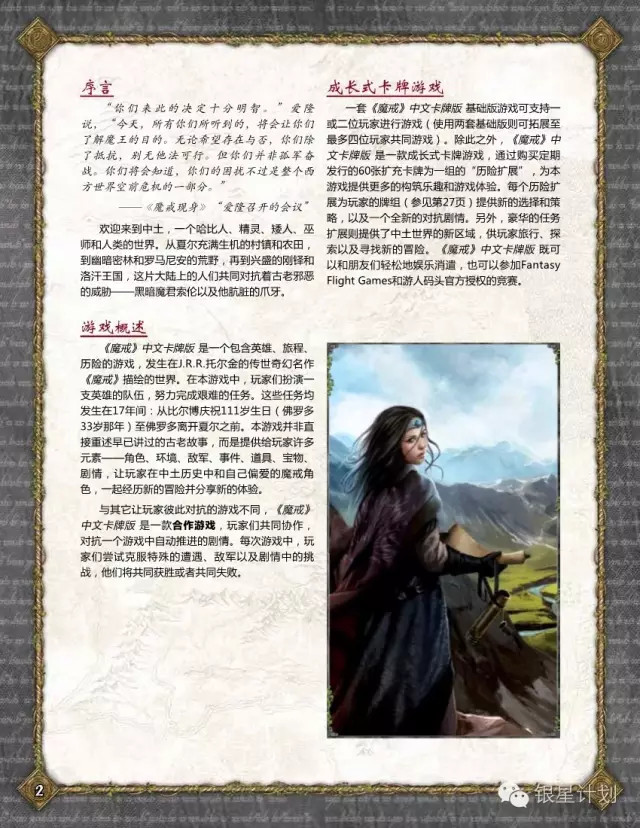 序言
“你们来此的决定十分明智。”爱隆
说，“今天，所有你们所听到的，将会让你们
了解魔王的目的。无论希望存在与否，你们除
了抵抗，别无他法可行。但你们并非孤军奋
战。你们将会知道，你们的困扰不过是整个西
方世界空前危机的一部分。”
——《魔戒现身》“爱隆召开的会议”
欢迎来到中土，一个哈比人、精灵、矮人、巫
师和人类的世界。从夏尔充满生机的村镇和农田，
到幽暗密林和罗马尼安的荒野，再到兴盛的刚铎和
洛汗王国，这片大陆上的人们共同对抗着古老邪恶
的威胁——黑暗魔君索伦以及他肮脏的爪牙。
游戏概述
《魔戒》中文卡牌版 是一个包含英雄、旅程、
历险的游戏，发生在J.R.R.托尔金的传世奇幻名作
《魔戒》描绘的世界。在本游戏中，玩家们扮演一
支英雄的队伍，努力完成艰难的任务。这些任务均
发生在17年间：从比尔博庆祝111岁生日（佛罗多
33岁那年）至佛罗多离开夏尔之前。本游戏并非直
接重述早已讲过的古老故事，而是提供给玩家许多
元素——角色、环境、敌军、事件、道具、宝物、
剧情，让玩家在中土历史中和自己偏爱的魔戒角
色，一起经历新的冒险并分享新的体验。
与其它让玩家彼此对抗的游戏不同，《魔戒》
中文卡牌版 是一款合作游戏，玩家们共同协作，
对抗一个游戏中自动推进的剧情。每次游戏中，玩
家们尝试克服特殊的遭遇、敌军以及剧情中的挑
战，他们将共同获胜或者共同失败。
成长式卡牌游戏
一套《魔戒》中文卡牌版 基础版游戏可支持一
或二位玩家进行游戏（使用两套基础版则可拓展至
最多四位玩家共同游戏）。除此之外，《魔戒》中
文卡牌版 是一款成长式卡牌游戏，通过购买定期
发行的60张扩充卡牌为一组的“历险扩展”，为本
游戏提供更多的构筑乐趣和游戏体验。每个历险扩
展为玩家的牌组（参见第27页）提供新的选择和策
略，以及一个全新的对抗剧情。另外，豪华的任务
扩展则提供了中土世界的新区域，供玩家旅行、探
索以及寻找新的冒险。《魔戒》中文卡牌版 既可
以和朋友们轻松地娱乐消遣，也可以参加Fantasy
Flight Games和游人码头官方授权的竞赛。
2
银星计划